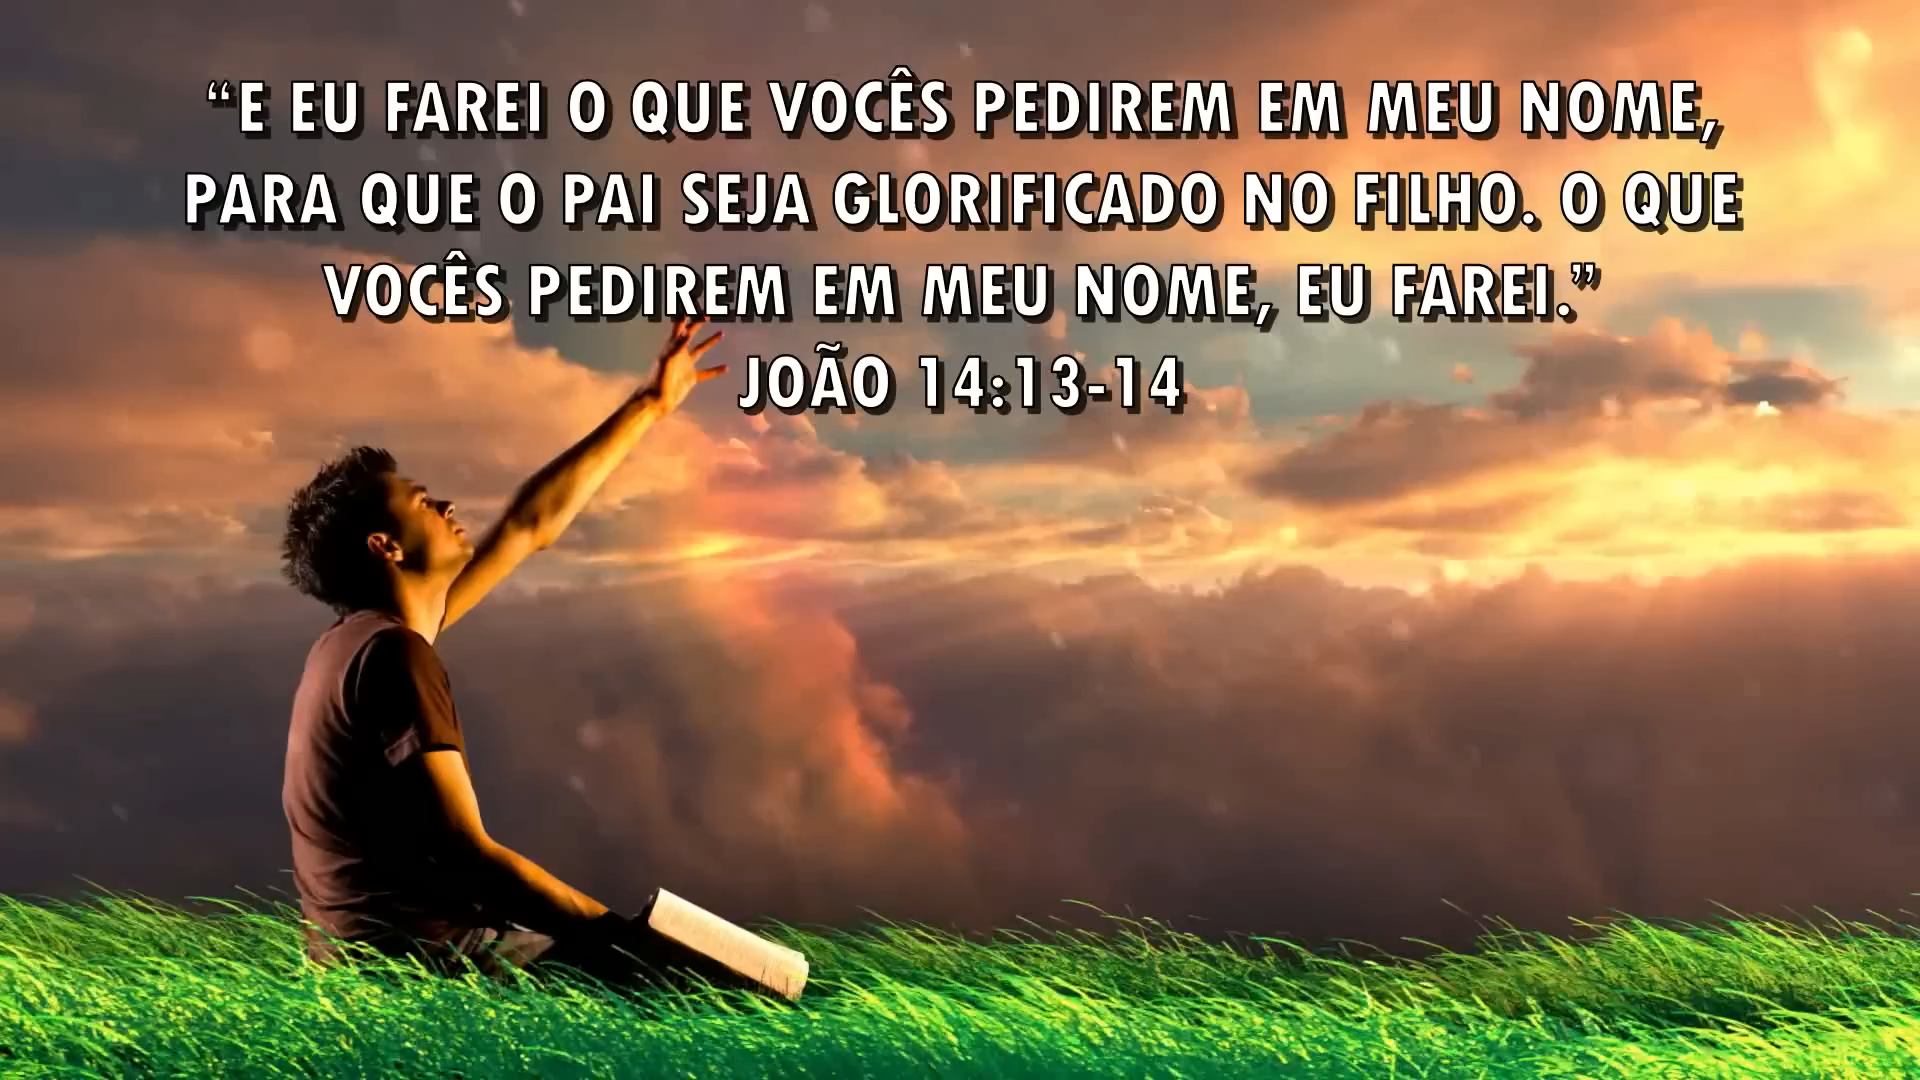 “E EU FAREI O QUE VOCÊS PEDIREM EM MEU NOME,
PARA QUE O PAI SEJA GLORIFICADO NO FILHO. O QUE
VOCÊS PEDIREM EM MEU NOME, EU FAREI.”
JOÃO 14:13-14